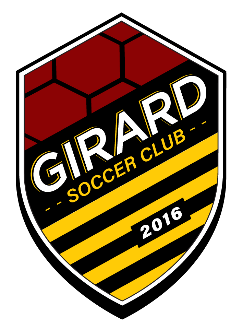 GIRARD
-- SOCCER CLUB --
2016